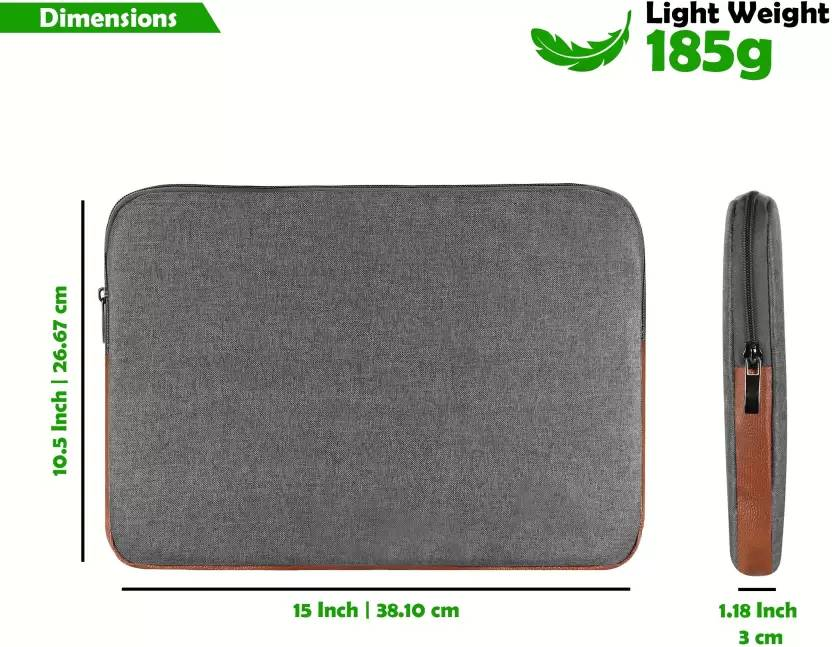 Dimensions
Light Weight
185g
10.5 Inch | 26.67 cm
15 Inch | 38.10 cm
1.18 Inch
3 cm